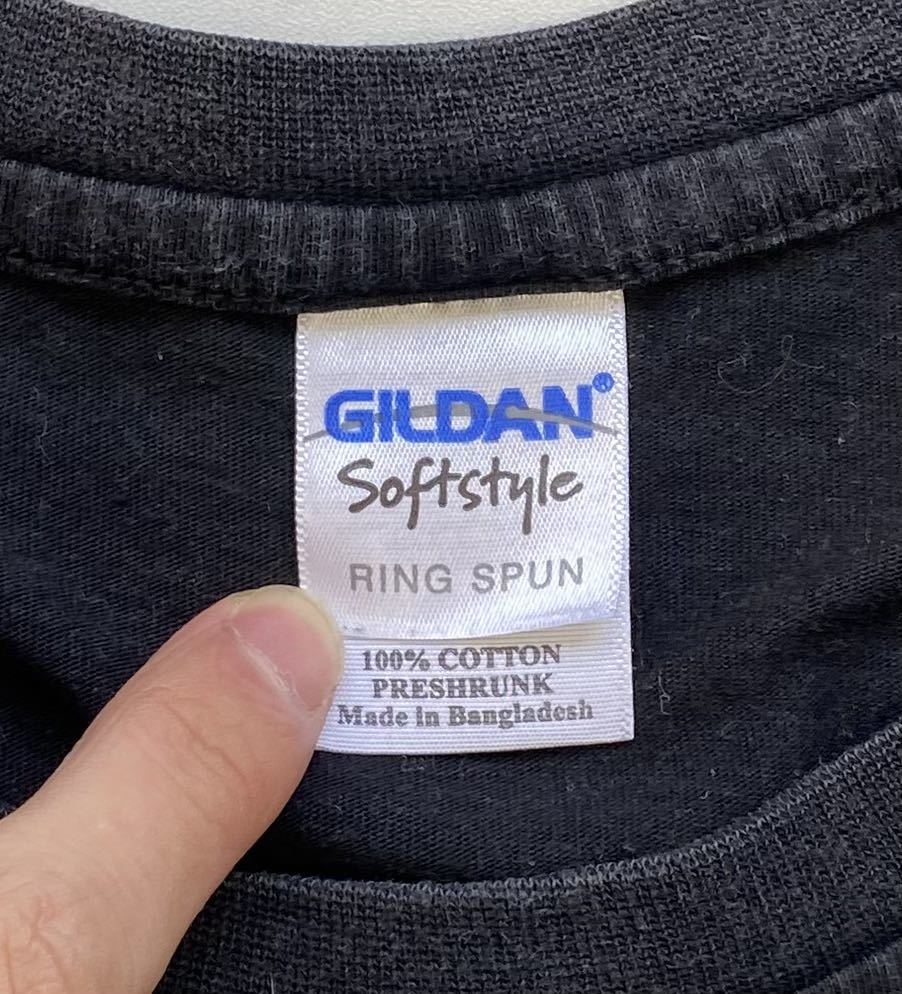 GILDAN®
Softstyle
RING SPUN
100% COTTON
PRESHRUNK
Made in Bangladesh